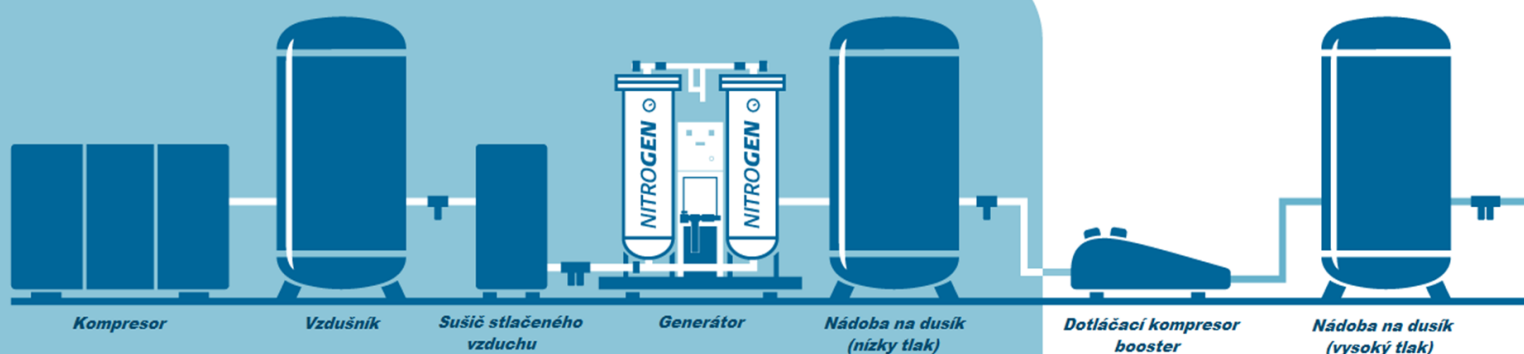 NITROGEN
NITROGEN
Kompresor
Vzdušník
Sušič stlačeného
vzduchu
Generátor
Nádoba na dusík
(nízky tlak)
Dotláčací kompresor
booster
Nádoba na dusík
(vysoký tlak)